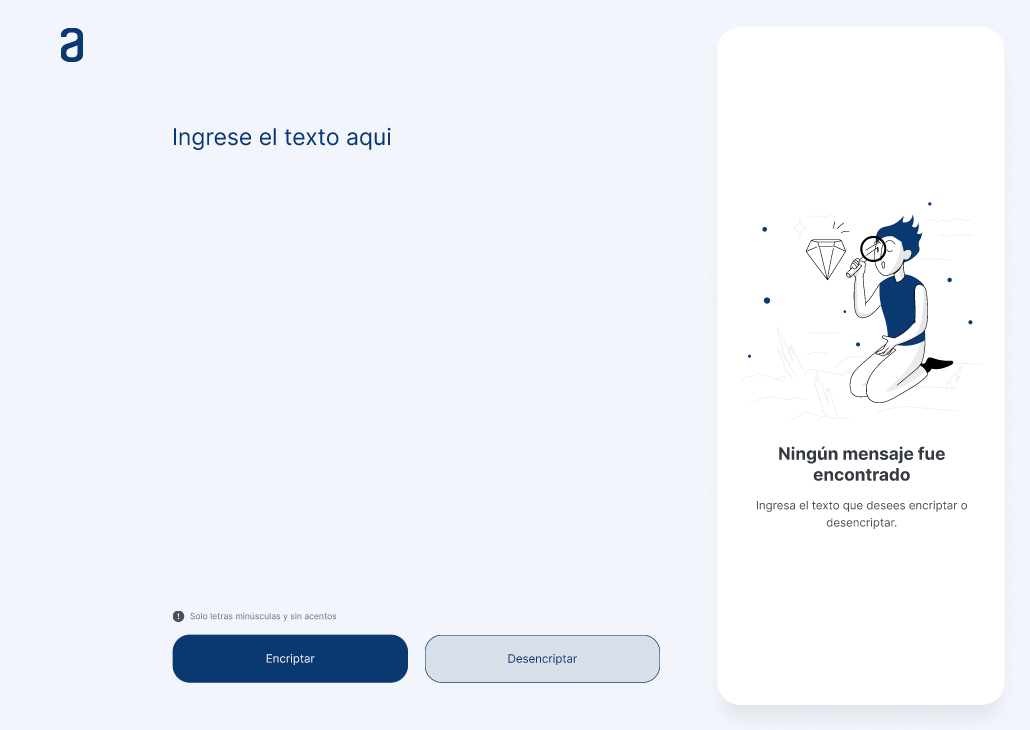 a
Ingrese el texto aqui
Ningún mensaje fue
encontrado
Ingresa el texto que desees encriptar o
desencriptar.
Solo letras minúsculas y sin acentos
Encriptar
Desencriptar